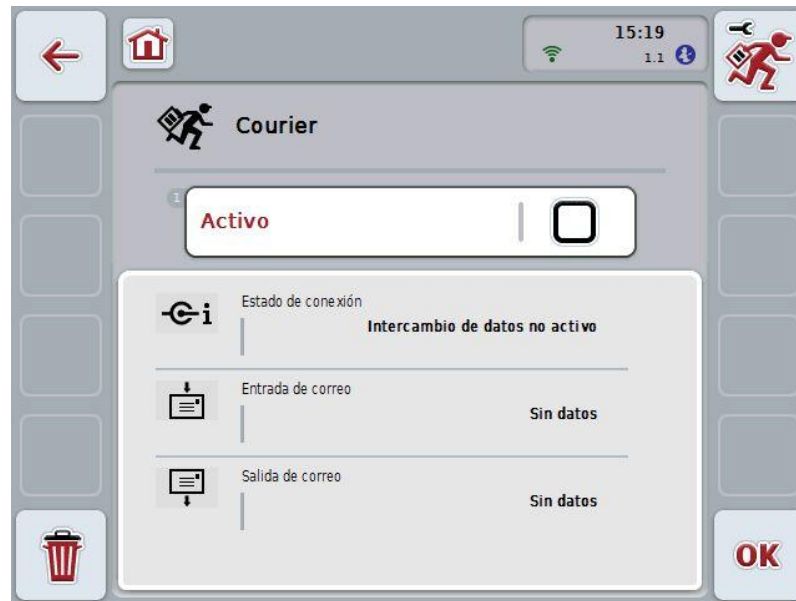 15:19
1.1
Courier
I
Activo
Estado de conexión
Intercambio de datos no activo
Entrada de correo
Sin datos
Salida de correo
Sin datos
OK